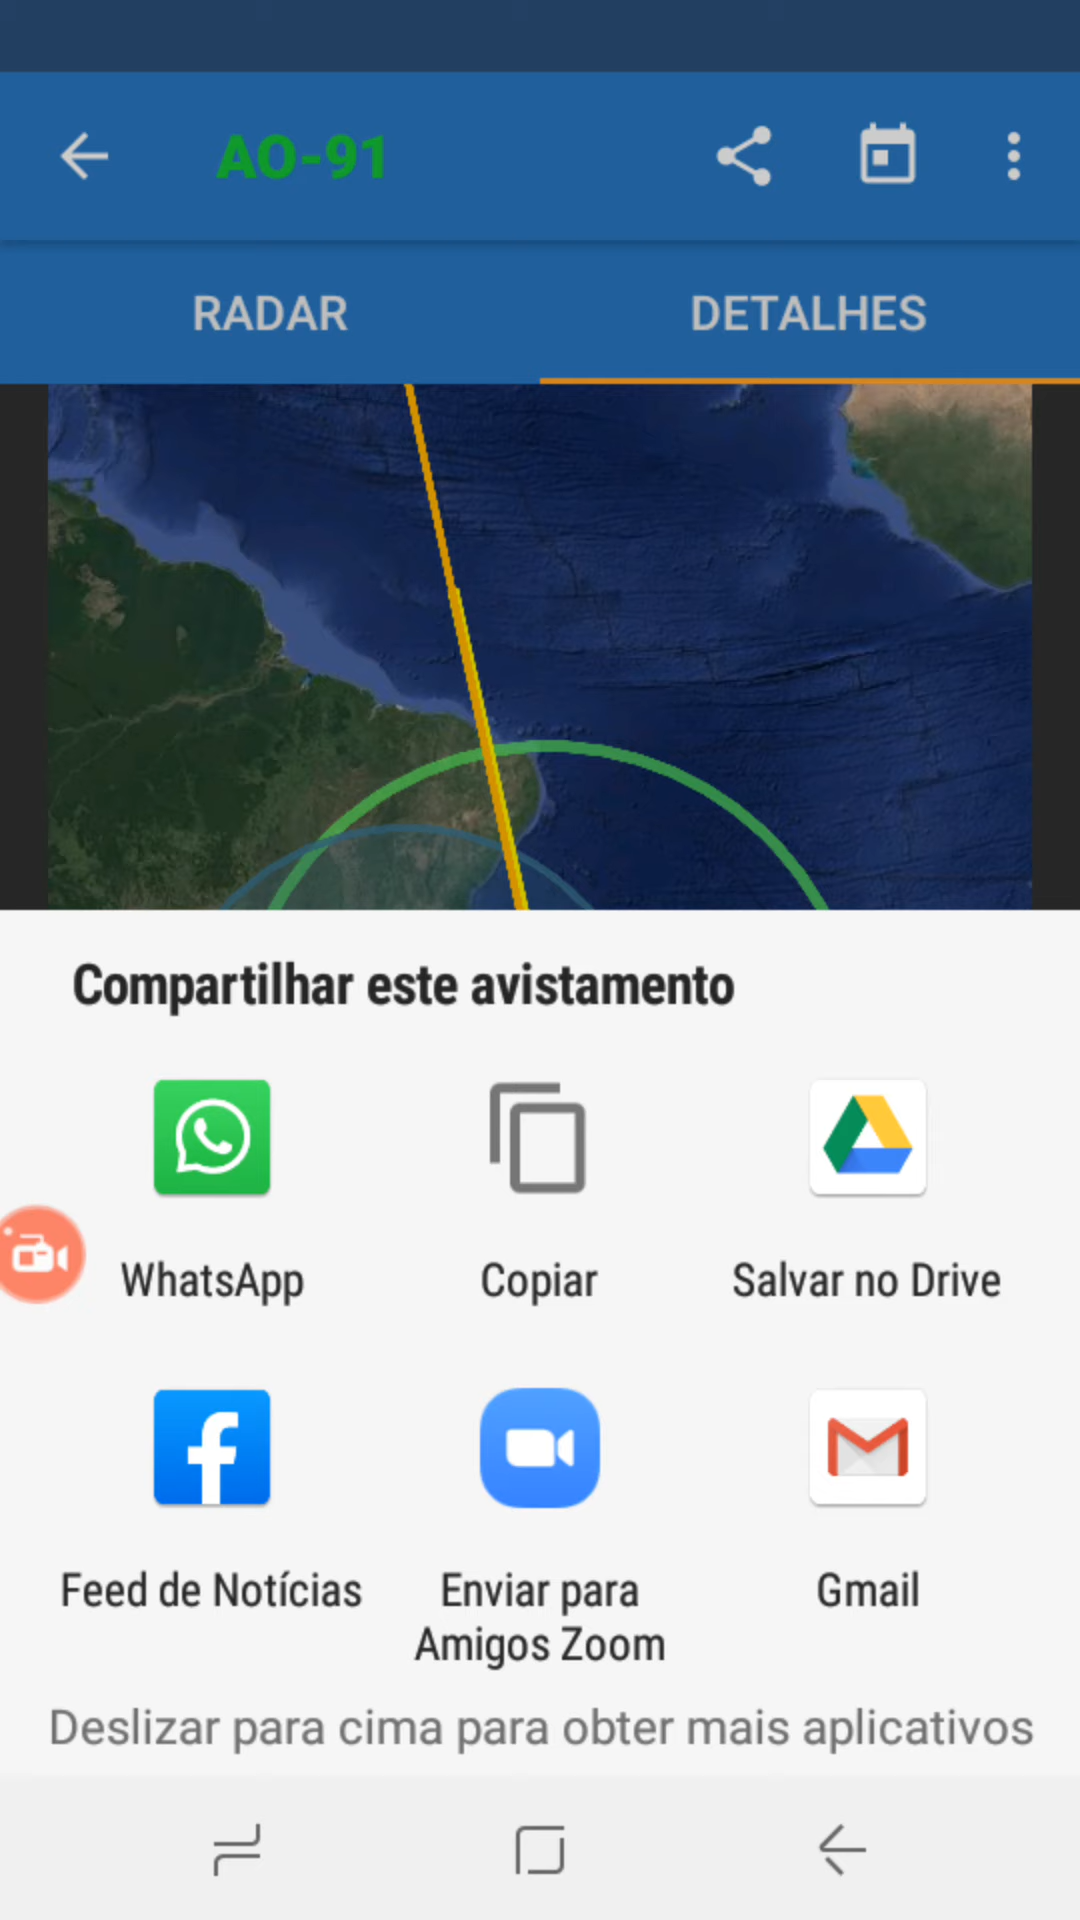 AO-91
RADAR
DETALHES
Compartilhar este avistamento
WhatsApp
Copiar
Salvar no Drive
Feed de Notícias
Enviar para
Amigos Zoom
Gmail
Deslizar para cima para obter mais aplicativos